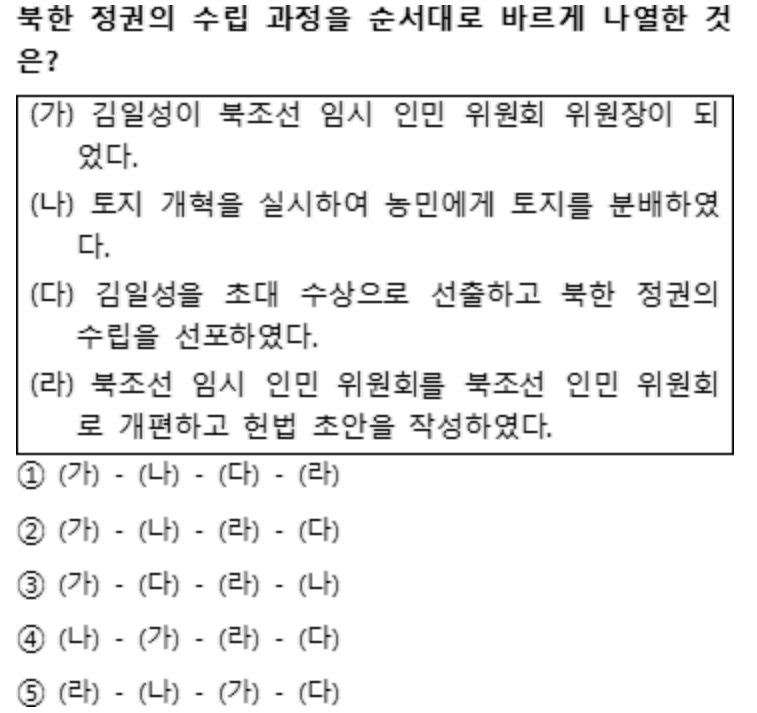 북한 정권의 수립 과정을 순서대로 바르게 나열한 것
은?
(가) 김일성이 북조선 임시 인민 위원회 위원장이 되
었다.
(나) 토지 개혁을 실시하여 농민에게 토지를 분배하였
다.
(다) 김일성을 초대 수상으로 선출하고 북한 정권의
수립을 선포하였다.
(라) 북조선 임시 인민 위원회를 북조선 인민 위원회
로 개편하고 헌법 초안을 작성하였다.
① (가) - (나) - (다) - (라)
② (가) - (나) - (라) - (다)
③ (가) - (다) - (라) - (나)
④ (나) - (가) - (라) - (다)
⑤ (라) - (나) - (가) - (다)